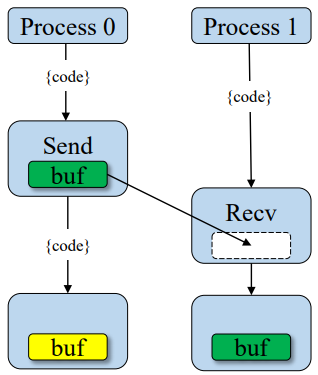 Process 0
Process 1
{code}
{code}
Send
buf
Recv
{code}
buf
buf